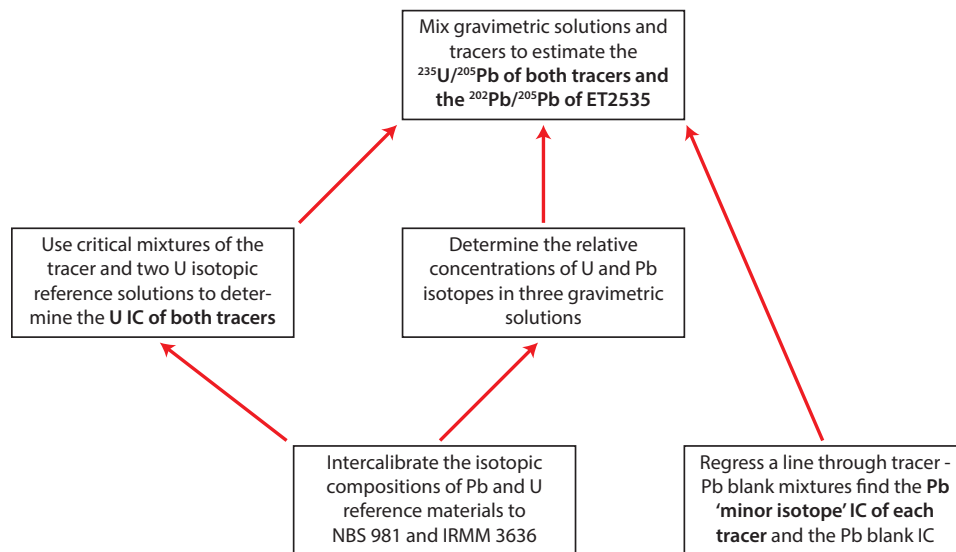 Mix gravimetric solutions and
tracers to estimate the
²³⁵U/²⁰⁵Pb of both tracers and
the ²⁰²Pb/²⁰⁵Pb of ET2535
Use critical mixtures of the
tracer and two U isotopic
reference solutions to deter-
mine the U IC of both tracers
Determine the relative
concentrations of U and Pb
isotopes in three gravimetric
solutions
Intercalibrate the isotopic
compositions of Pb and U
reference materials to
NBS 981 and IRMM 3636
Regress a line through tracer -
Pb blank mixtures find the Pb
'minor isotope' IC of each
tracer and the Pb blank IC